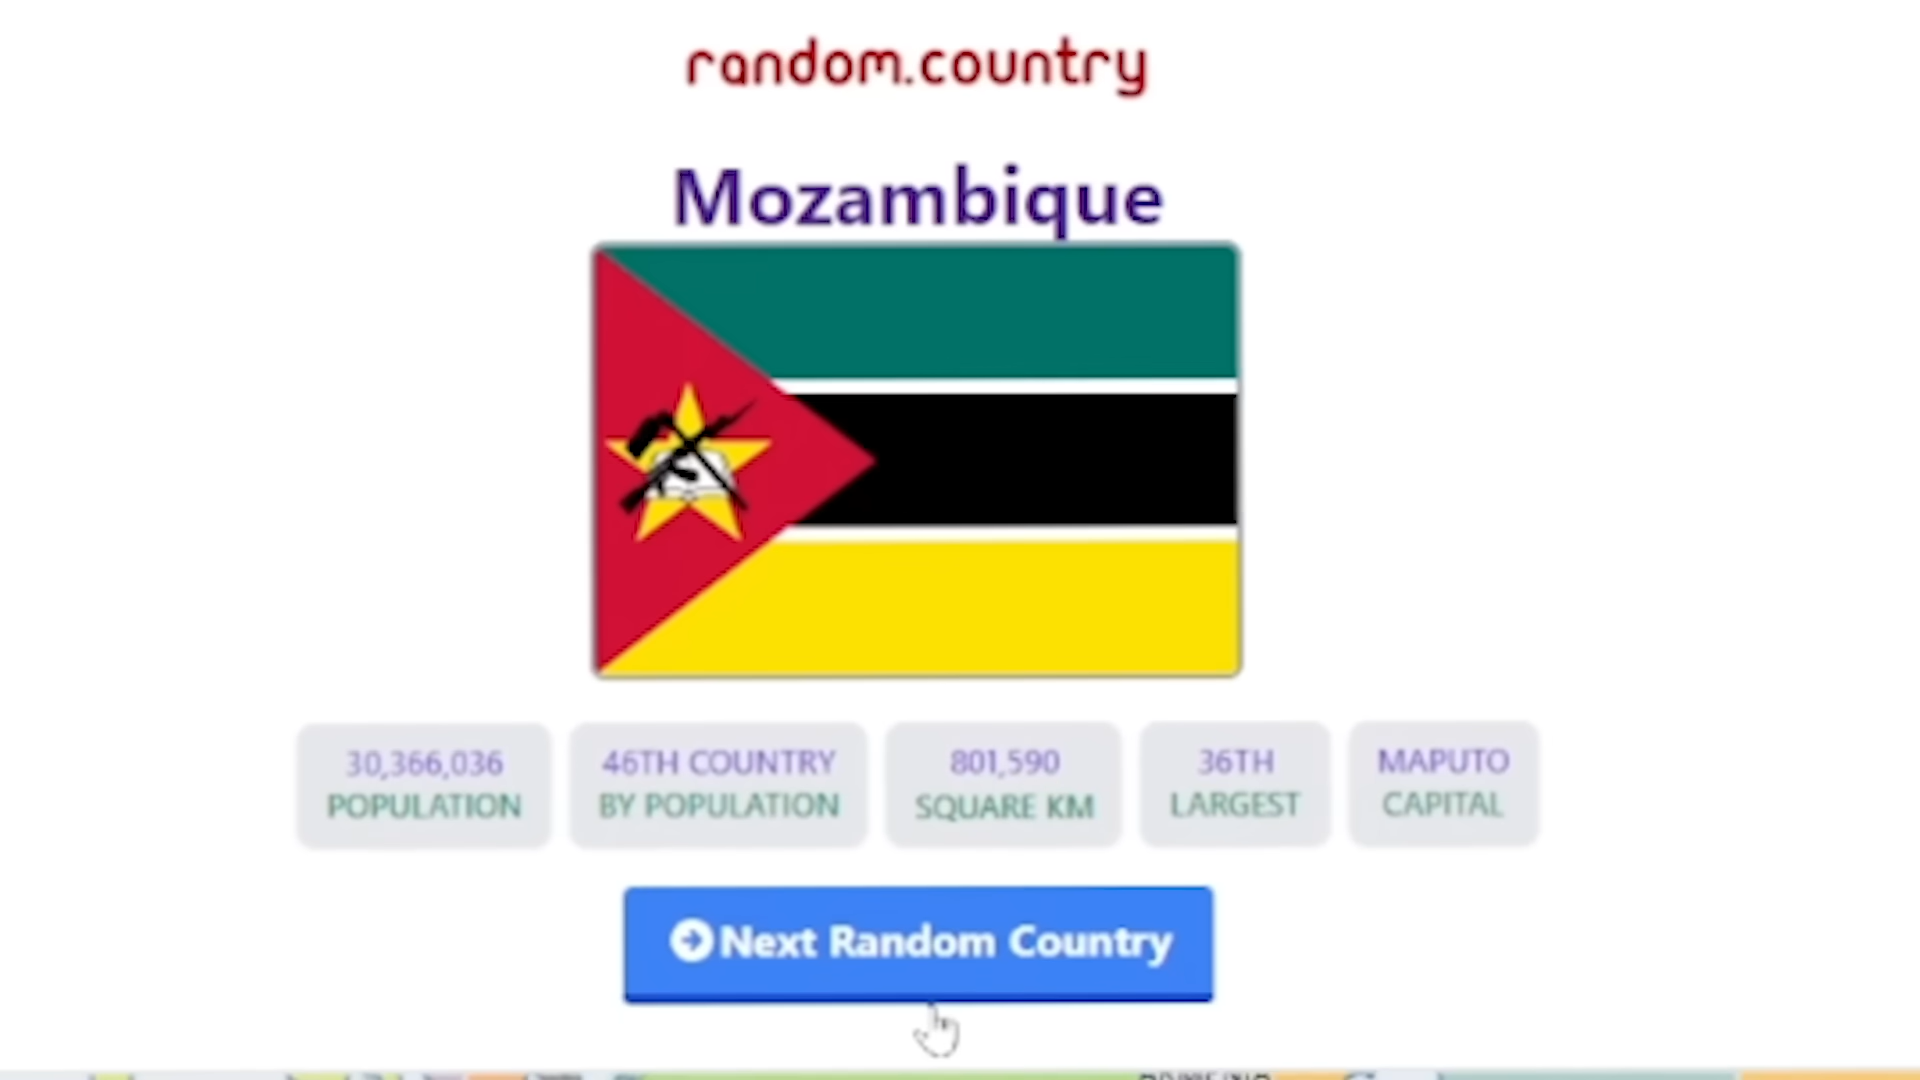 random.country
Mozambique
30,366,036
POPULATION
46TH COUNTRY
BY POPULATION
801,590
SQUARE KM
36TH
LARGEST
MAPUTO
CAPITAL
Next Random Country